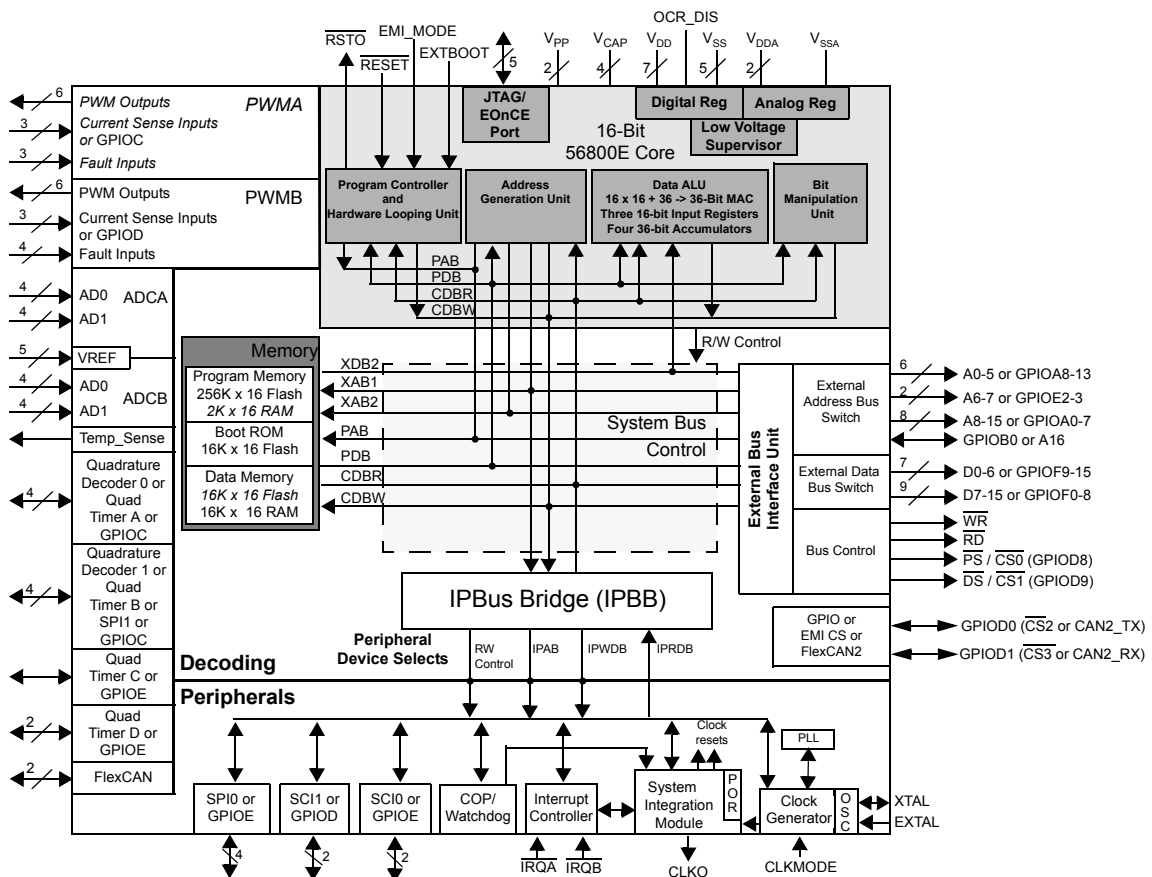 OCR_DIS
RSTO
EMI_MODE
RESET
EXTBOOT
5
VPP
2
VCAP
4
VDD
7
VSS
5
VDDA
2
VSSA
6
PWM Outputs
PWMA
3
Current Sense Inputs
or GPIOC
3
Fault Inputs
6
PWM Outputs
PWMB
3
Current Sense Inputs
or GPIOD
4
Fault Inputs
4
AD0
ADCA
4
AD1
5
VREF
4
AD0
ADCB
4
AD1
Temp_Sense
Quadrature
Decoder 0 or
Quad
Timer A or
GPIOC
4
Quadrature
Decoder 1 or
Quad
Timer B or
SPI1 or
GPIOC
4
Quad
Timer C or
GPIOE
Quad
Timer D or
GPIOE
2
FlexCAN
2
JTAG/
EOnCE
Port
Digital Reg
Analog Reg
Low Voltage
Supervisor
16-Bit
56800E Core
Program Controller
and
Hardware Looping Unit
Address
Generation Unit
Data ALU
16 x 16 + 36 -> 36-Bit MAC
Three 16-bit Input Registers
Four 36-bit Accumulators
Bit
Manipulation
Unit
PAB
PDB
CDBR
CDBW
R/W Control
Memory
Program Memory
256K x 16 Flash
2K x 16 RAM
Boot ROM
16K x 16 Flash
Data Memory
16K x 16 Flash
16K x 16 RAM
XDB2
XAB1
XAB2
PAB
PDB
CDBR
CDBW
System Bus
Control
External Bus
Interface Unit
External
Address Bus
Switch
External Data
Bus Switch
Bus Control
6
A0-5 or GPIOA8-13
2
A6-7 or GPIOE2-3
8
A8-15 or GPIOA0-7
GPIOB0 or A16
7
D0-6 or GPIOF9-15
9
D7-15 or GPIOF0-8
WR
RD
PS / CS0 (GPIOD8)
DS / CS1 (GPIOD9)
GPIO or
EMI CS or
FlexCAN2
GPIOD0 (CS2 or CAN2_TX)
GPIOD1 (CS3 or CAN2_RX)
IPBus Bridge (IPBB)
Peripheral
Device Selects
RW
Control
IPAB
IPWDB
IPRDB
Decoding
Peripherals
Clock
resets
PLL
SPI0 or
GPIOE
4
SCI1 or
GPIOD
2
SCI0 or
GPIOE
2
COP/
Watchdog
Interrupt
Controller
IRQA
IRQB
System
Integration
Module
POR
CLKO
Clock
Generator
OSC
XTAL
EXTAL
CLKMODE